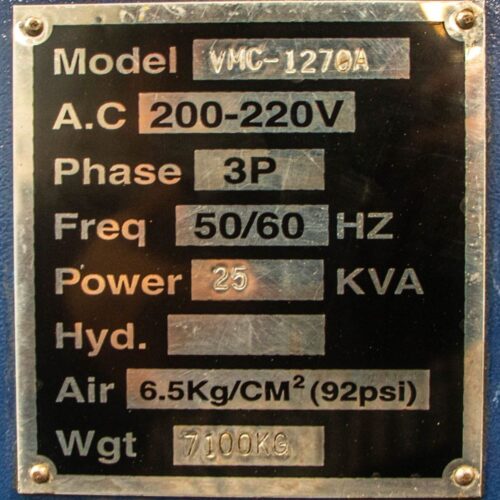 Model VMC-1270A
A.C 200-220V
Phase 3P
Freq 50/60 HZ
Power 25 KVA
Hyd.
Air 6.5Kg/CM² (92psi)
Wgt 7100KG